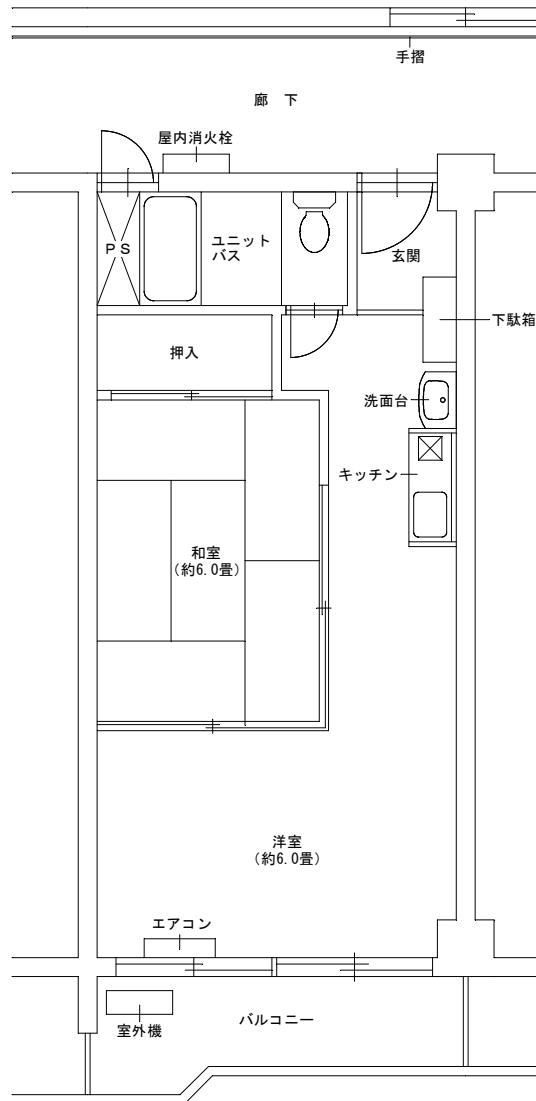 手摺
廊 下
屋内消火栓
PS
ユニット
バス
玄関
下駄箱
押入
洗面台
キッチン
和室
(約6.0畳)
洋室
(約6.0畳)
エアコン
室外機
バルコニー